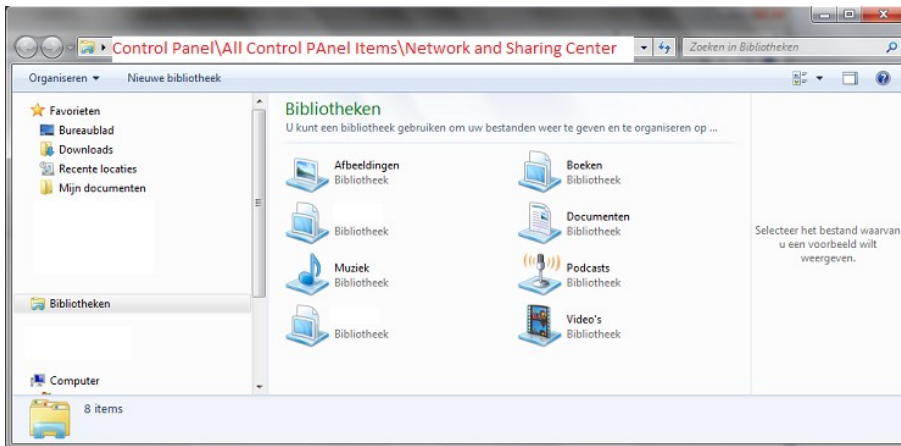 Control Panel\All Control PAnel Items\Network and Sharing Center
Zoeken in Bibliotheken
Organiseren
Nieuwe bibliotheek
Favorieten
Bureaublad
Downloads
Recente locaties
Mijn documenten
Bibliotheken
Computer
Bibliotheken
U kunt een bibliotheek gebruiken om uw bestanden weer te geven en te organiseren op ...
Afbeeldingen
Bibliotheek
Boeken
Bibliotheek
Bibliotheek
Documenten
Bibliotheek
Muziek
Bibliotheek
Podcasts
Bibliotheek
Bibliotheek
Video's
Bibliotheek
Selecteer het bestand waarvan
u een voorbeeld wilt
weergeven.
8 items